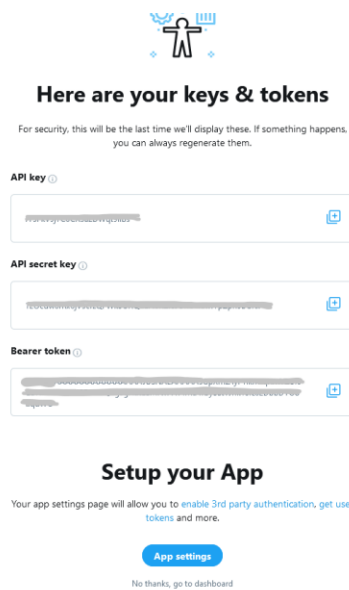 Here are your keys & tokens
For security, this will be the last time we'll display these. If something happens,
you can always regenerate them.
API key
API secret key
Bearer token
Setup your App
Your app settings page will allow you to enable 3rd party authentication, get use
tokens and more.
App settings
No thanks, go to dashboard